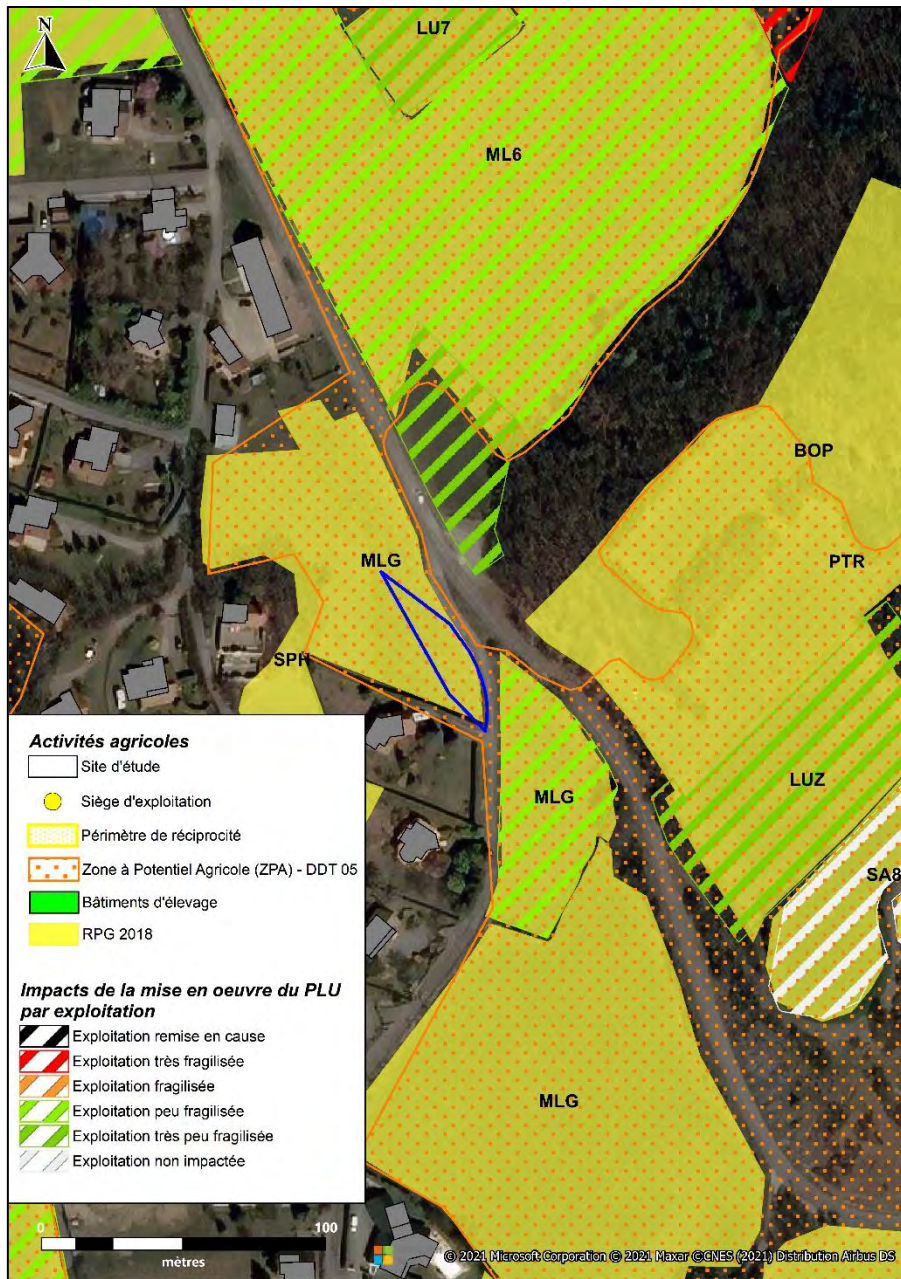 N
LU7
ML6
BOP
PTR
MLG
SPH
LUZ
MLG
SA8
MLG
Activités agricoles
Site d'étude
Siège d'exploitation
Périmètre de réciprocité
Zone à Potentiel Agricole (ZPA) - DDT 05
Bâtiments d'élevage
RPG 2018
Impacts de la mise en oeuvre du PLU
par exploitation
Exploitation remise en cause
Exploitation très fragilisée
Exploitation fragilisée
Exploitation peu fragilisée
Exploitation très peu fragilisée
Exploitation non impactée
0 100
mètres
© 2021 Microsoft Corporation © 2021 Maxar ©CNES (2021) Distribution Airbus DS